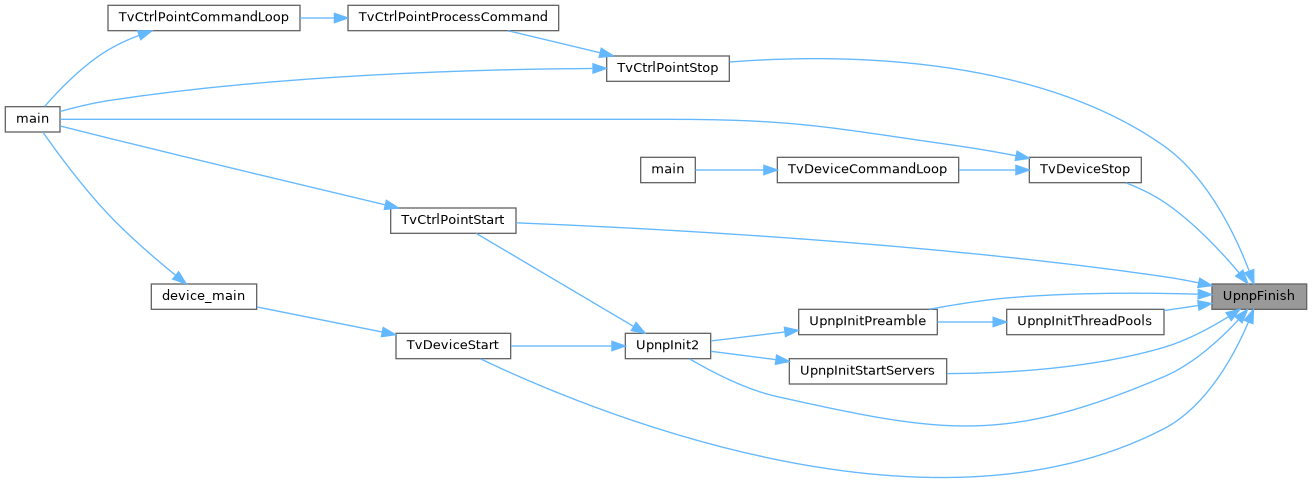 TvCtrlPointCommandLoop
TvCtrlPointProcessCommand
TvCtrlPointStop
main
main
TvDeviceCommandLoop
TvDeviceStop
TvCtrlPointStart
device_main
UpnpFinish
UpnpInitPreamble
UpnpInitThreadPools
TvDeviceStart
UpnpInit2
UpnpInitStartServers